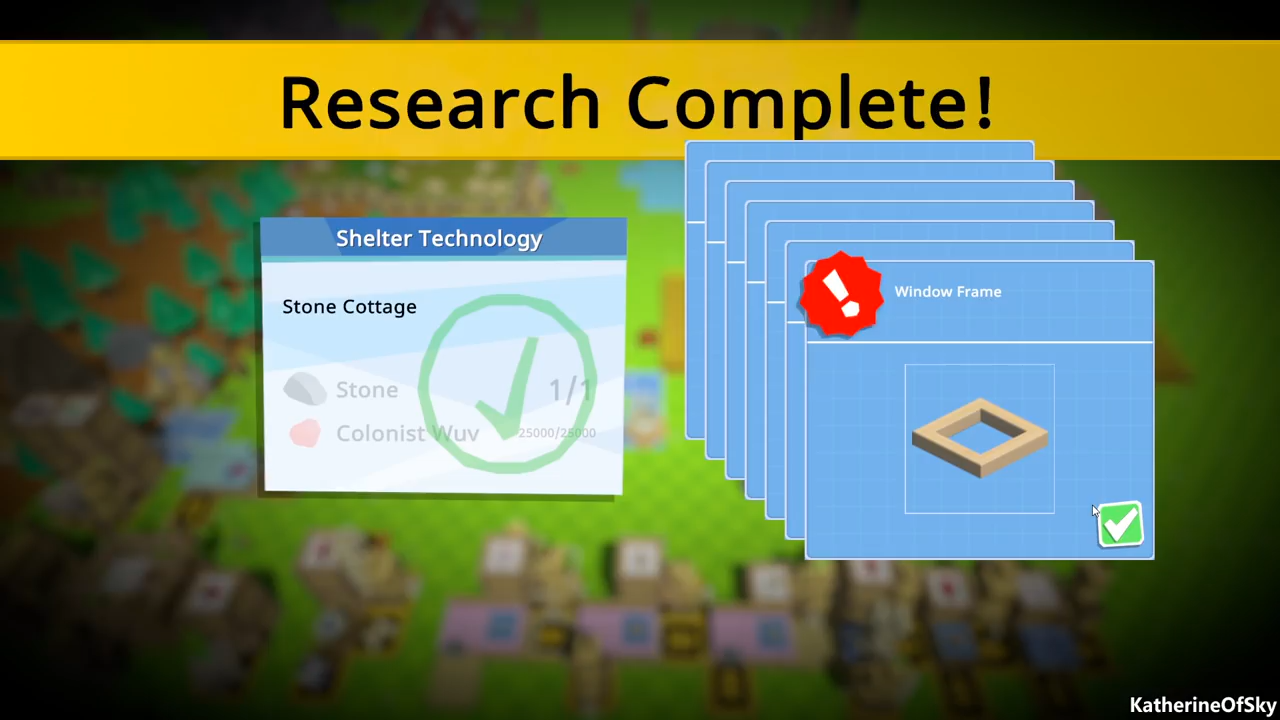 Research Complete!
Shelter Technology
Stone Cottage
Stone 1/1
Colonist Wuv 25000/25000
Window Frame
KatherineOfSky